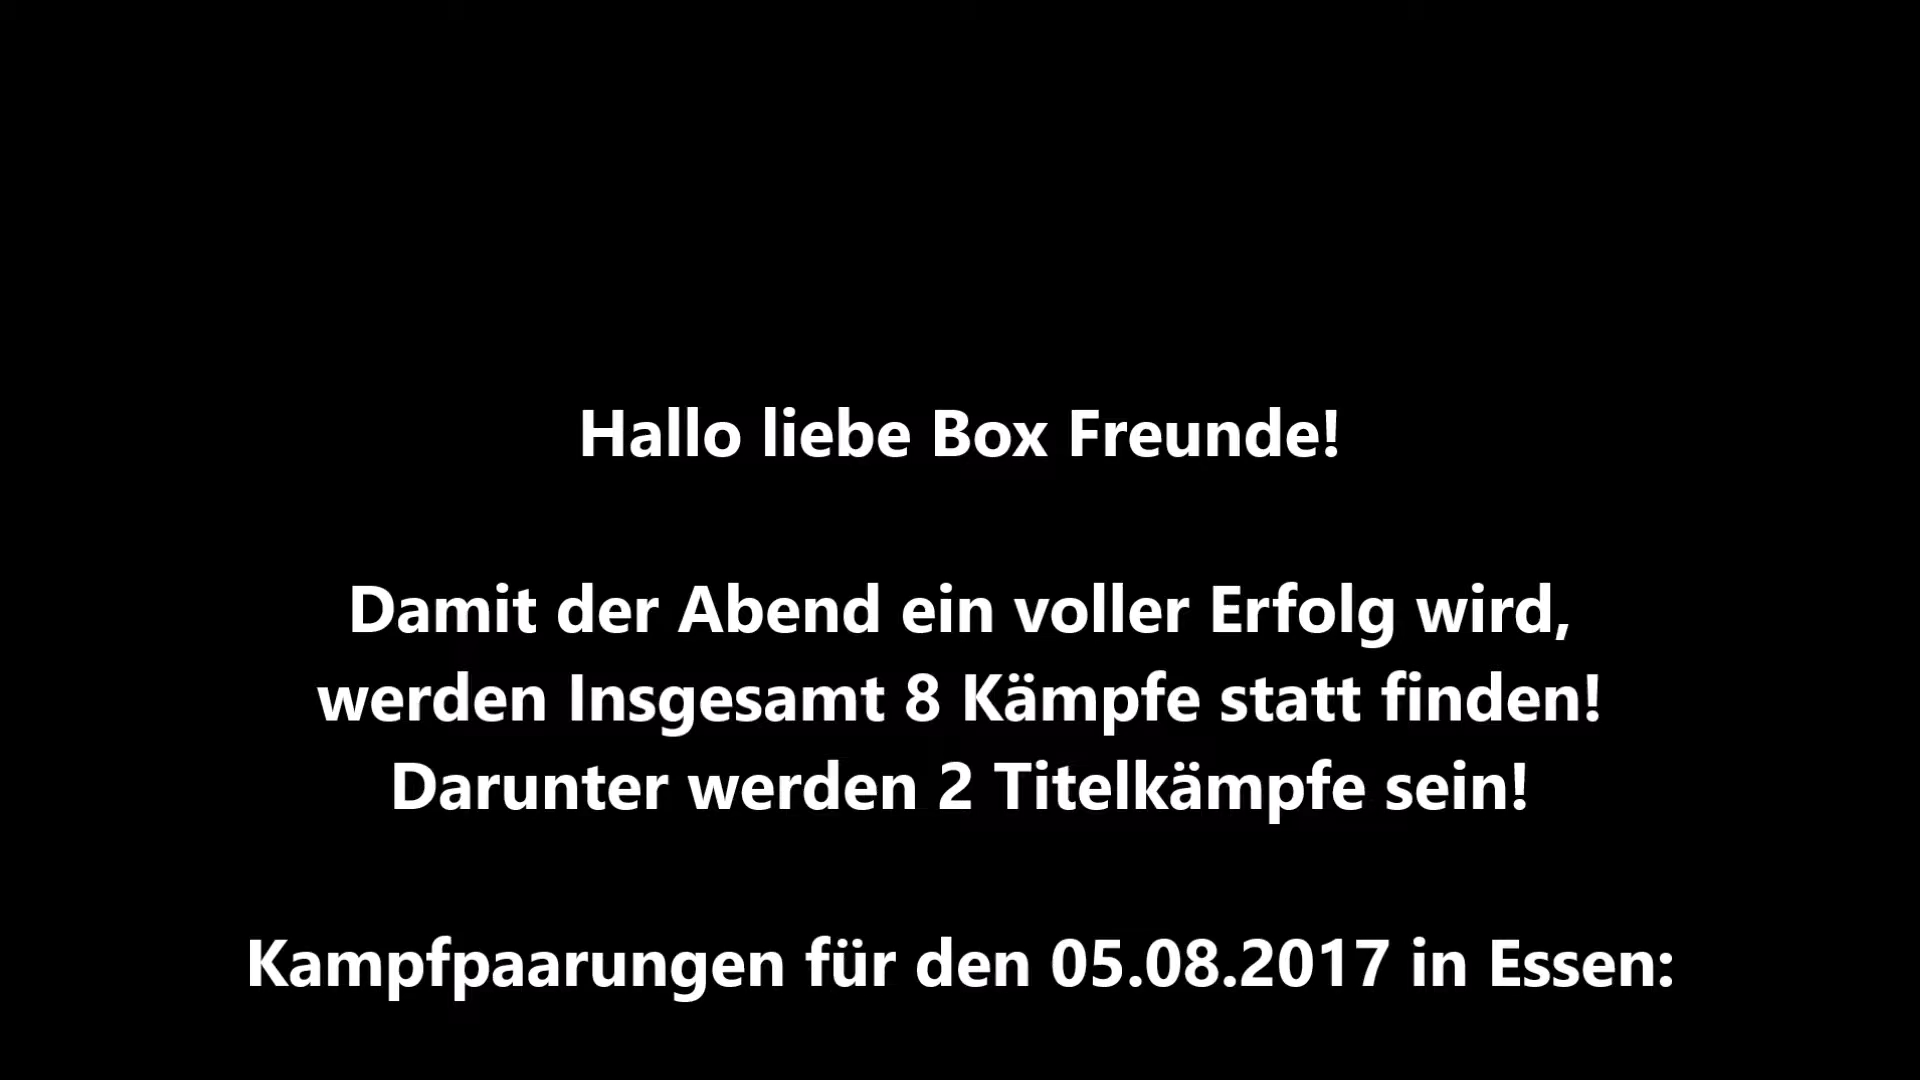 Hallo liebe Box Freunde!
Damit der Abend ein voller Erfolg wird,
werden Insgesamt 8 Kämpfe statt finden!
Darunter werden 2 Titelkämpfe sein!
Kampfpaarungen für den 05.08.2017 in Essen: